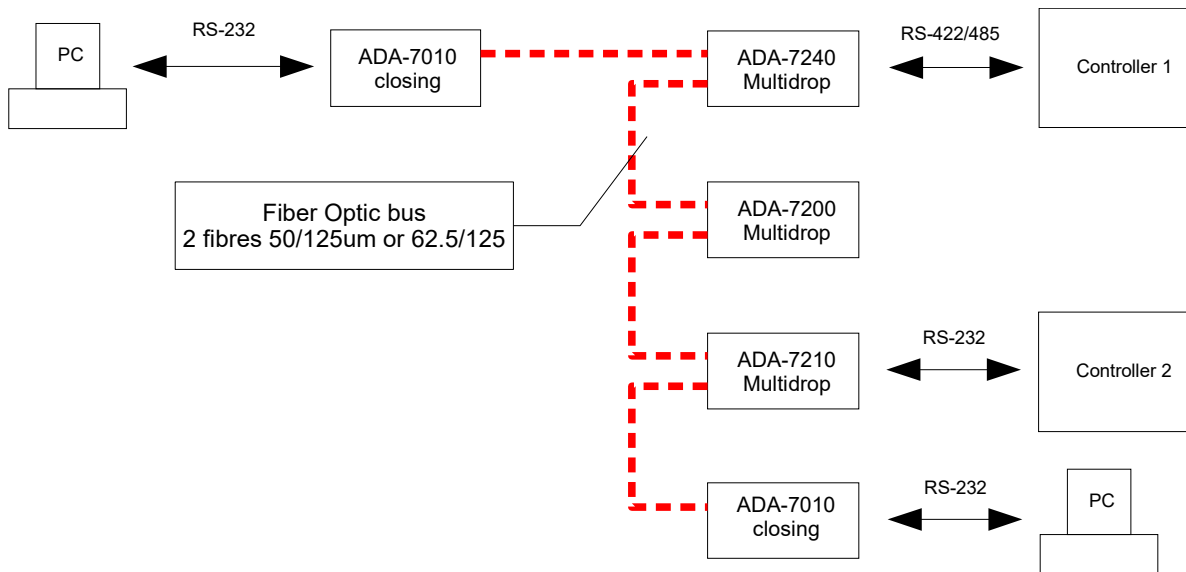 PC
RS-232
ADA-7010
closing
ADA-7240
Multidrop
RS-422/485
Controller 1
Fiber Optic bus
2 fibres 50/125um or 62.5/125
ADA-7200
Multidrop
ADA-7210
Multidrop
RS-232
Controller 2
ADA-7010
closing
RS-232
PC